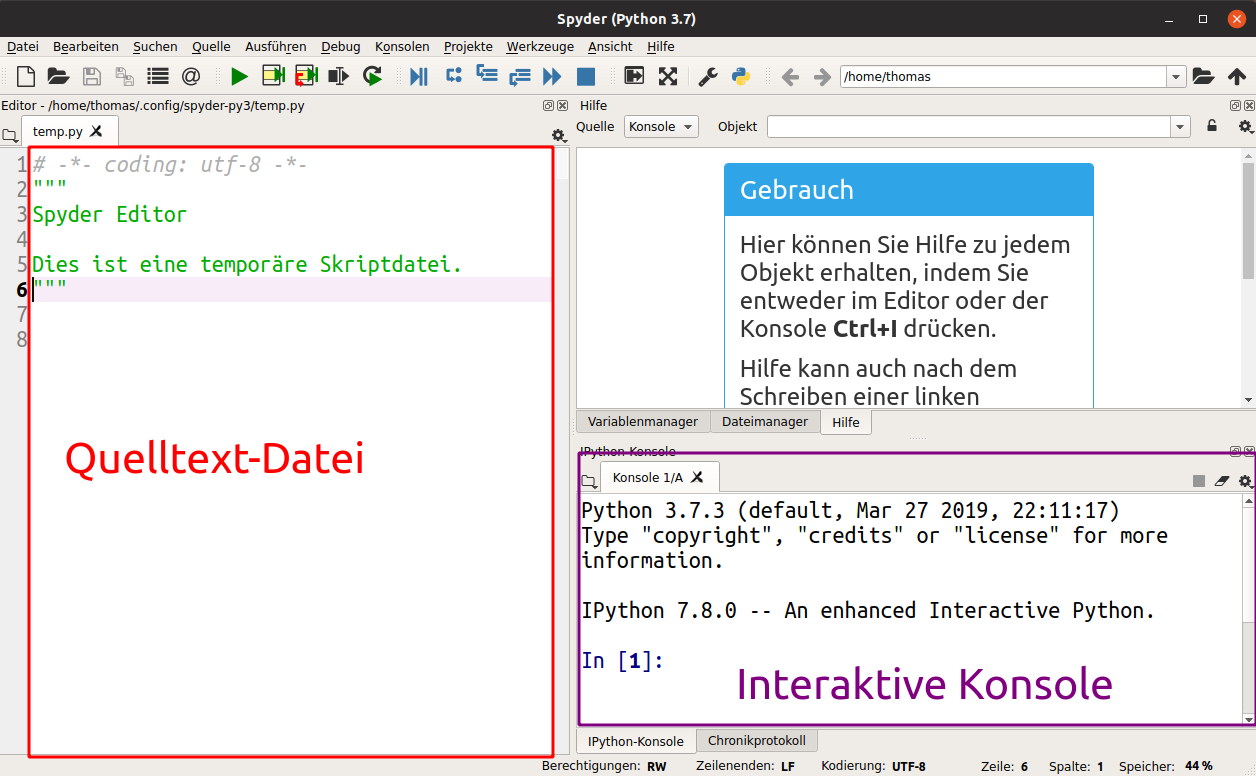 Spyder (Python 3.7)
Datei Bearbeiten Suchen Quelle Ausführen Debug Konsolen Projekte Werkzeuge Ansicht Hilfe
@
/home/thomas
Editor - /home/thomas/.config/spyder-py3/temp.py
temp.py
1 # -*- coding: utf-8 -*-
2 """
3 Spyder Editor
4
5 Dies ist eine temporäre Skriptdatei.
6 """
7
8
Quelltext-Datei
Hilfe
Quelle Konsole Objekt
Gebrauch
Hier können Sie Hilfe zu jedem
Objekt erhalten, indem Sie
entweder im Editor oder der
Konsole Ctrl+I drücken.
Hilfe kann auch nach dem
Schreiben einer linken
Variablenmanager Dateimanager Hilfe
IPython-Konsole
Konsole 1/A
Python 3.7.3 (default, Mar 27 2019, 22:11:17)
Type "copyright", "credits" or "license" for more
information.
IPython 7.8.0 -- An enhanced Interactive Python.
In [1]:
Interaktive Konsole
IPython-Konsole Chronikprotokoll
Berechtigungen: RW Zeilenenden: LF Kodierung: UTF-8 Zeile: 6 Spalte: 1 Speicher: 44 %